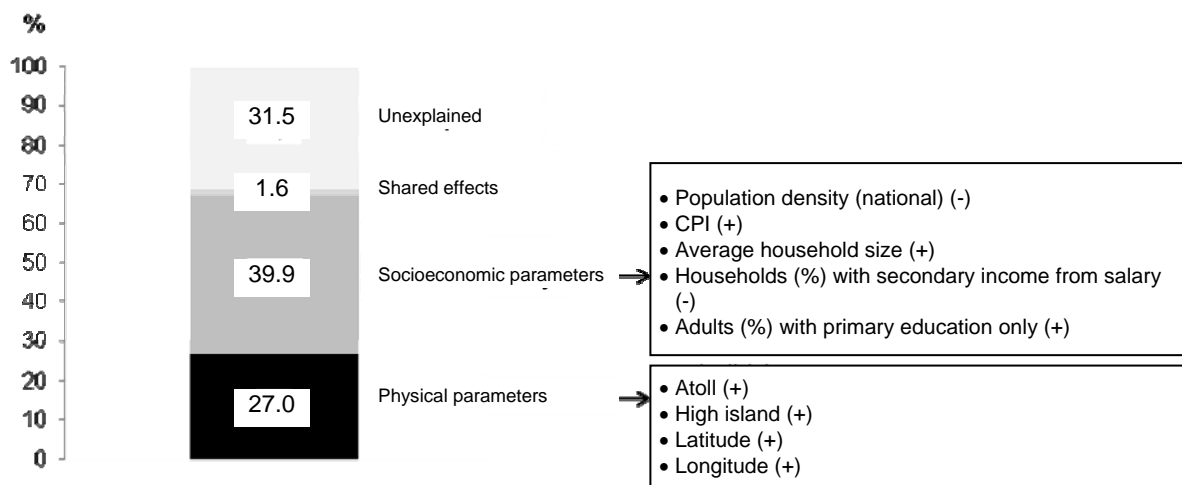 %
100
90
80
70
60
50
40
30
20
10
0
31.5
1.6
39.9
27.0
Unexplained
Shared effects
Socioeconomic parameters
Physical parameters
• Population density (national) (-)
• CPI (+)
• Average household size (+)
• Households (%) with secondary income from salary
(-)
• Adults (%) with primary education only (+)
• Atoll (+)
• High island (+)
• Latitude (+)
• Longitude (+)